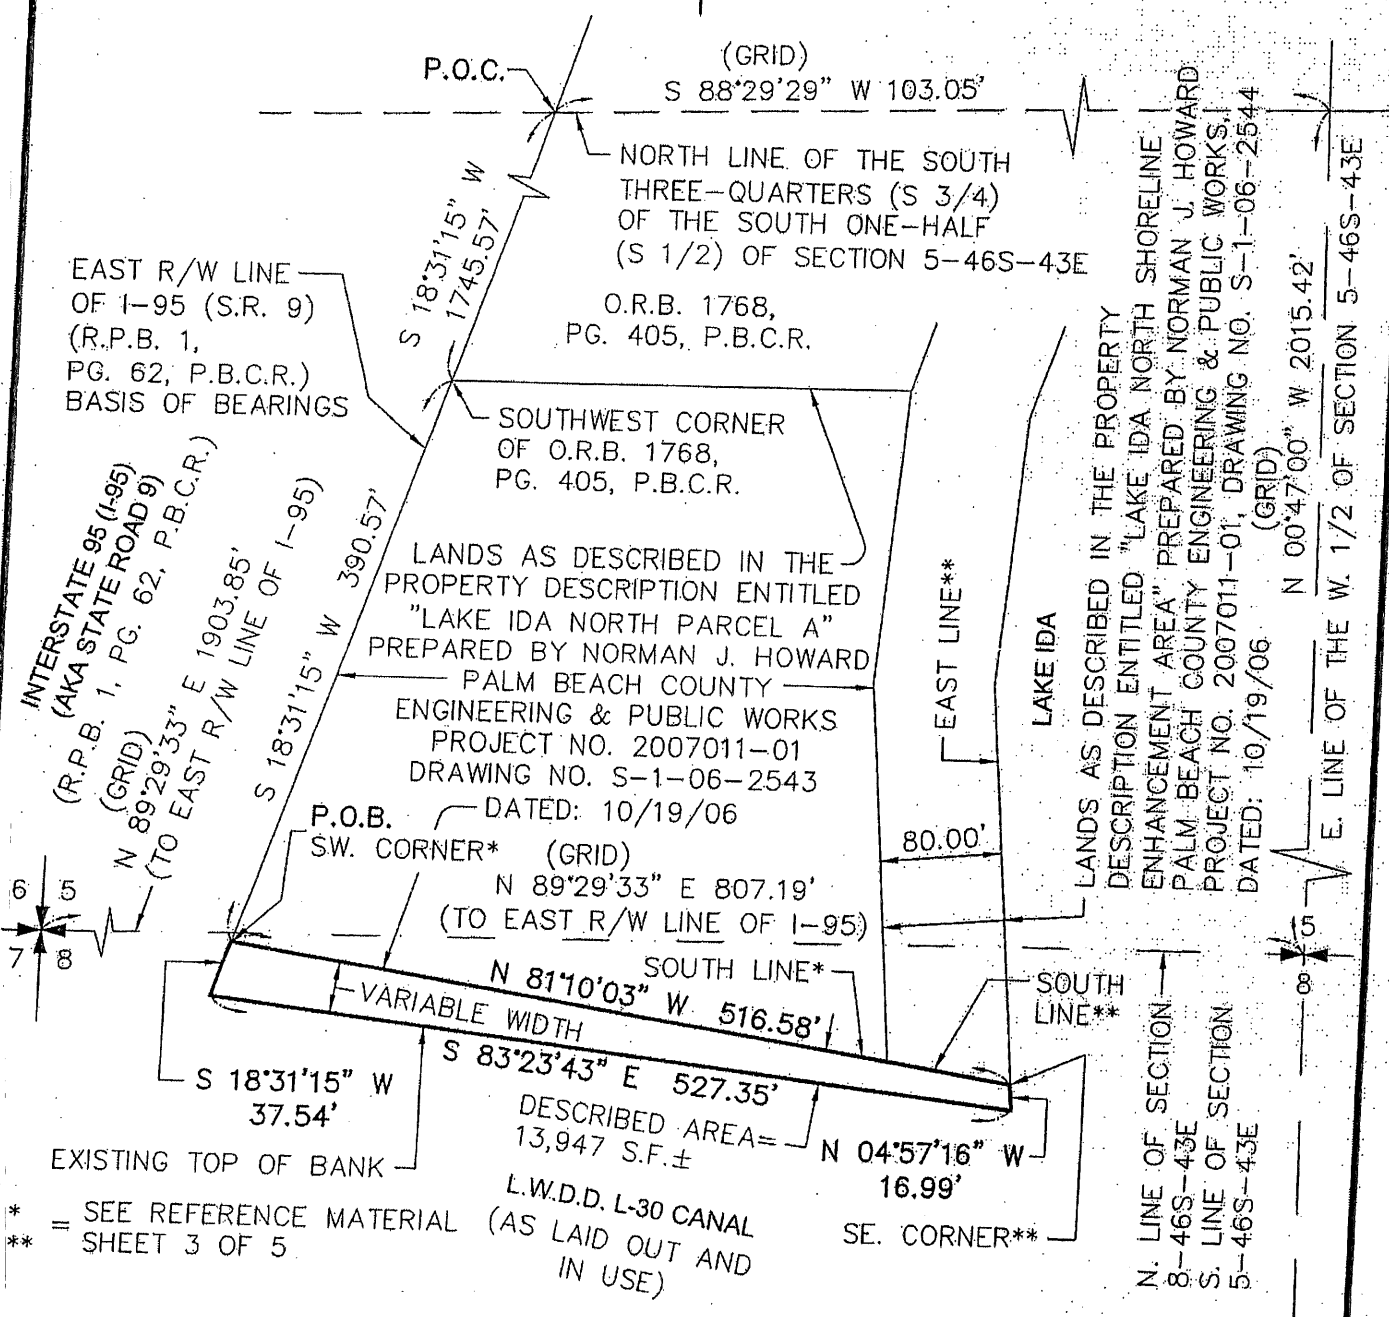 (GRID)
P.O.C.
S 88°29'29" W 103.05'
NORTH LINE OF THE SOUTH
THREE-QUARTERS (S 3/4)
OF THE SOUTH ONE-HALF
(S 1/2) OF SECTION 5-46S-43E
S 18°31'15" W
1745.57'
EAST R/W LINE
OF I-95 (S.R. 9)
(R.P.B. 1,
PG. 62, P.B.C.R.)
BASIS OF BEARINGS
O.R.B. 1768,
PG. 405, P.B.C.R.
SOUTHWEST CORNER
OF O.R.B. 1768,
PG. 405, P.B.C.R.
INTERSTATE 95 (I-95)
(AKA STATE ROAD 9)
(R.P.B. 1, PG. 62, P.B.C.R.)
(GRID)
N 89°29'33" E 1903.85'
(TO EAST R/W LINE OF I-95)
S 18°31'15" W 390.57'
LANDS AS DESCRIBED IN THE
PROPERTY DESCRIPTION ENTITLED
"LAKE IDA NORTH PARCEL A"
PREPARED BY NORMAN J. HOWARD
PALM BEACH COUNTY
ENGINEERING & PUBLIC WORKS
PROJECT NO. 2007011-01
DRAWING NO. S-1-06-2543
DATED: 10/19/06
EAST LINE**
LAKE IDA
80.00'
LANDS AS DESCRIBED IN THE PROPERTY
DESCRIPTION ENTITLED "LAKE IDA NORTH SHORELINE
ENHANCEMENT AREA" PREPARED BY NORMAN J. HOWARD
PALM BEACH COUNTY ENGINEERING & PUBLIC WORKS,
PROJECT NO. 2007011-01, DRAWING NO. S-1-06-2544
DATED: 10/19/06
(GRID)
N 00°47'00" W 2015.42'
E. LINE OF THE W. 1/2 OF SECTION 5-46S-43E
P.O.B.
SW. CORNER*
(GRID)
N 89°29'33" E 807.19'
(TO EAST R/W LINE OF I-95)
6 5
7 8
5
8
N 81°10'03" W 516.58'
SOUTH LINE*
SOUTH
LINE**
VARIABLE WIDTH
S 83°23'43" E 527.35'
S 18°31'15" W
37.54'
DESCRIBED AREA=
13,947 S.F.±
N 04°57'16" W
16.99'
EXISTING TOP OF BANK
L.W.D.D. L-30 CANAL
(AS LAID OUT AND
IN USE)
SE. CORNER**
N. LINE OF SECTION
8-46S-43E
S. LINE OF SECTION
5-46S-43E
* = SEE REFERENCE MATERIAL
** SHEET 3 OF 5